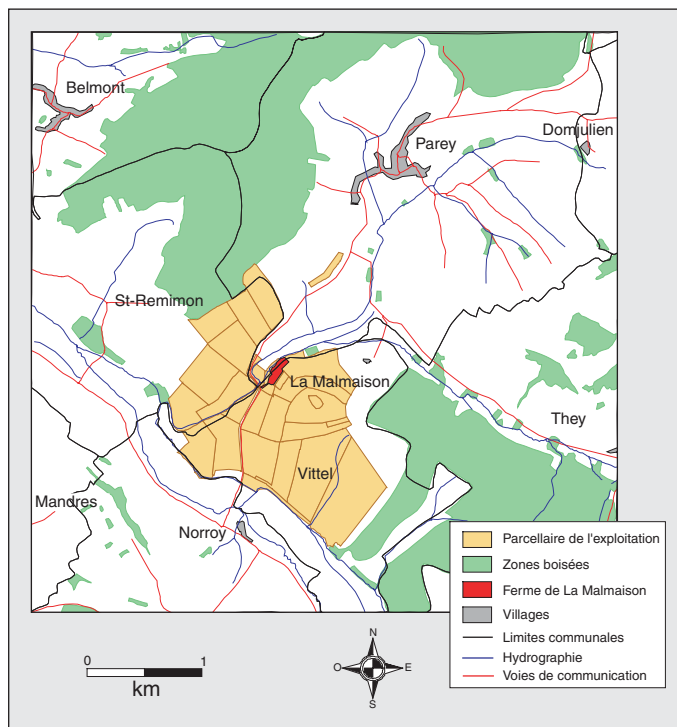 Belmont
Domjulien
Parey
St-Remimon
La Malmaison
They
Vittel
Mandres
Norroy
Parcellaire de l'exploitation
Zones boisées
Ferme de La Malmaison
Villages
Limites communales
Hydrographie
Voies de communication
0 1
km
N
O E
S